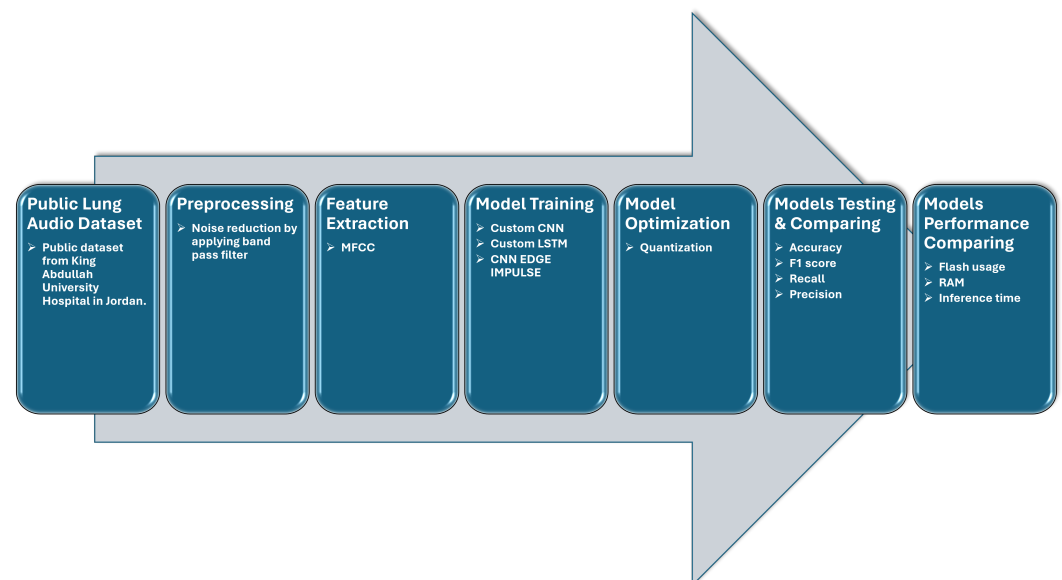 Public Lung
Audio Dataset
➢ Public dataset
from King
Abdullah
University
Hospital in Jordan.
Preprocessing
➢ Noise reduction by
applying band
pass filter
Feature
Extraction
➢ MFCC
Model Training
➢ Custom CNN
➢ Custom LSTM
➢ CNN EDGE
IMPULSE
Model
Optimization
➢ Quantization
Models Testing
& Comparing
➢ Accuracy
➢ F1 score
➢ Recall
➢ Precision
Models
Performance
Comparing
➢ Flash usage
➢ RAM
➢ Inference time